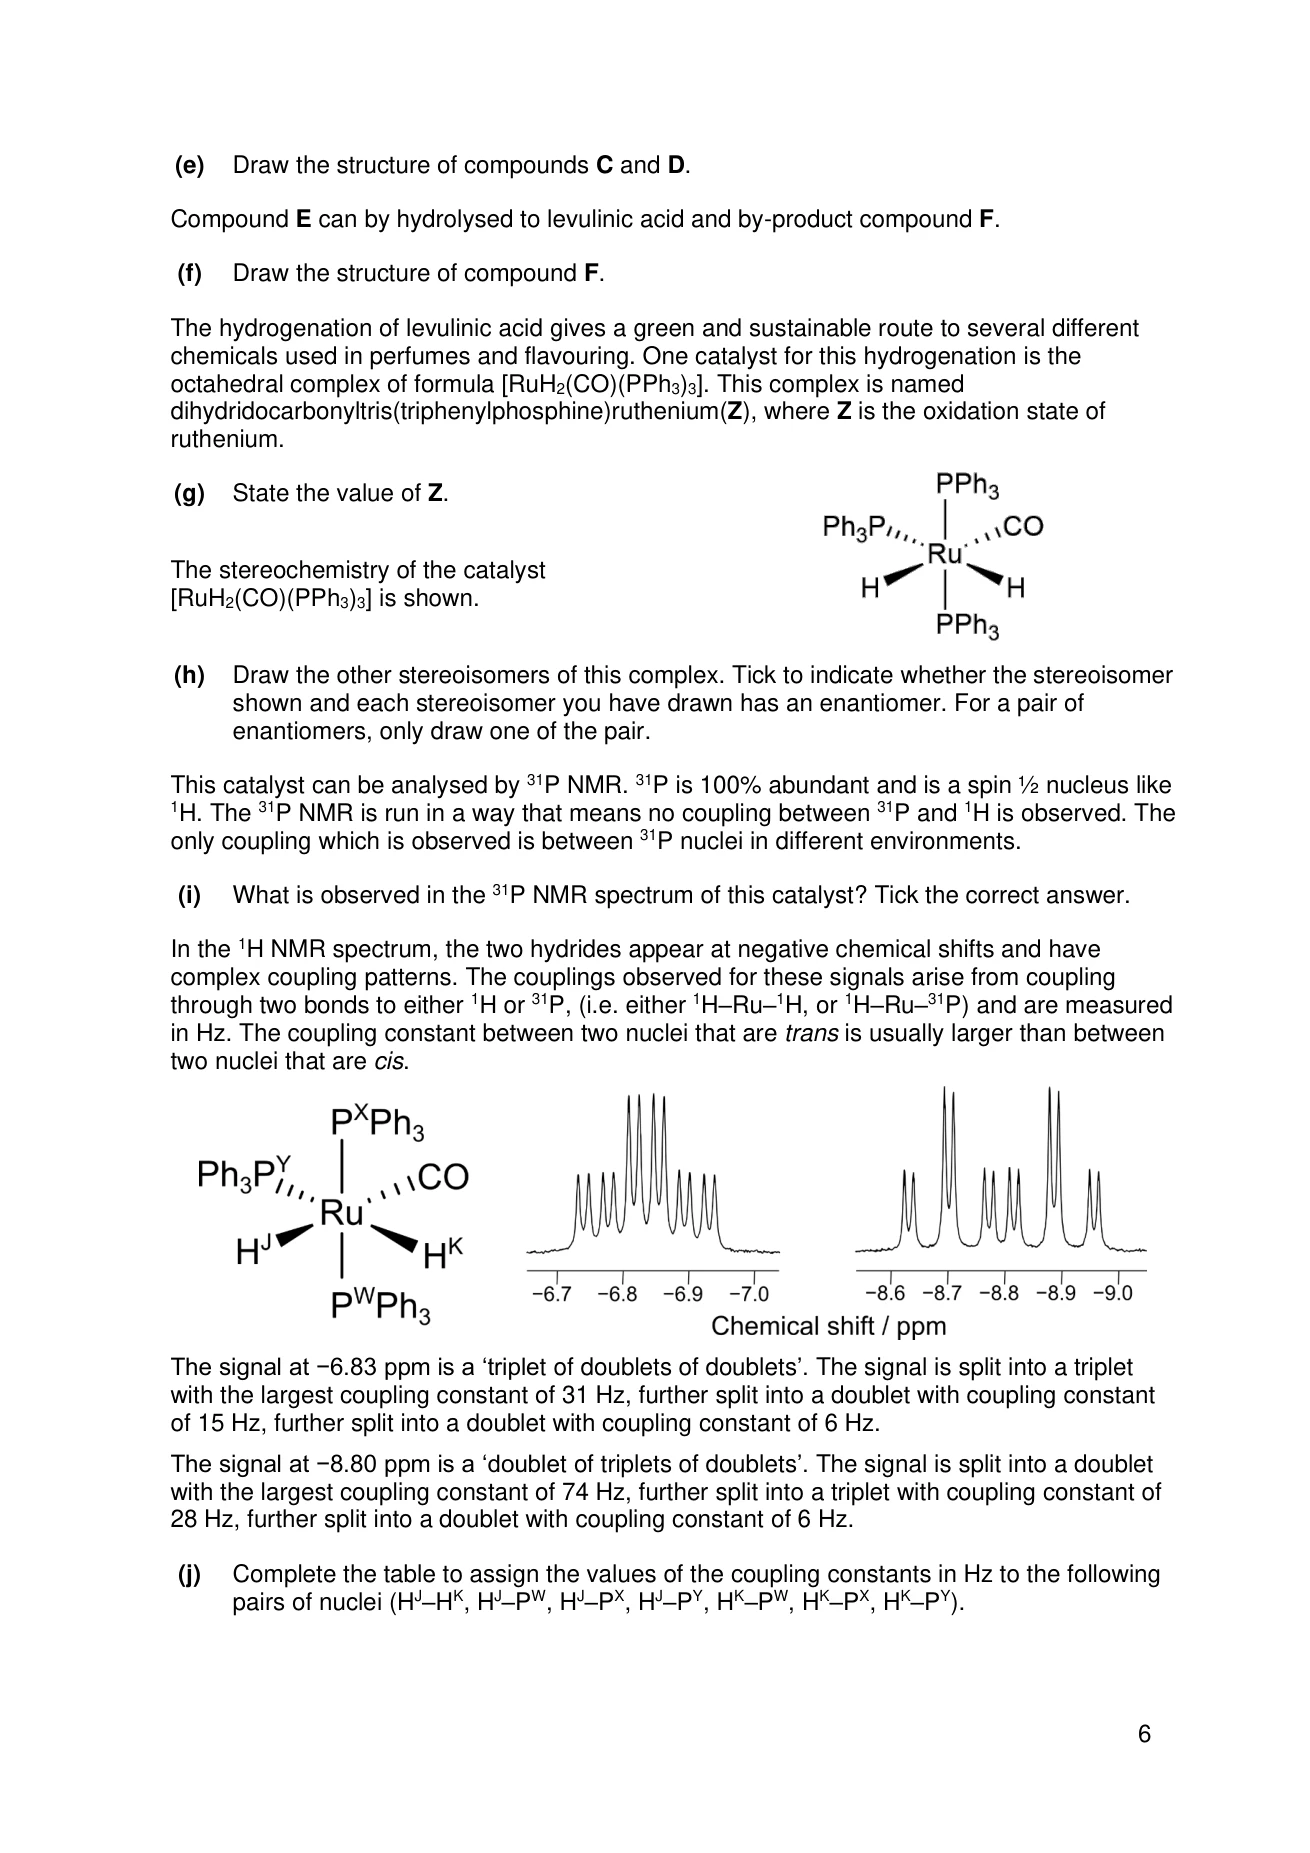 (e) Draw the structure of compounds C and D.
Compound E can by hydrolysed to levulinic acid and by-product compound F.
(f) Draw the structure of compound F.
The hydrogenation of levulinic acid gives a green and sustainable route to several different
chemicals used in perfumes and flavouring. One catalyst for this hydrogenation is the
octahedral complex of formula [RuH₂(CO)(PPh₃)₃]. This complex is named
dihydridocarbonyltris(triphenylphosphine)ruthenium(Z), where Z is the oxidation state of
ruthenium.
(g) State the value of Z.
The stereochemistry of the catalyst
[RuH₂(CO)(PPh₃)₃] is shown.
PPh₃
Ph₃P CO
Ru
H H
PPh₃
(h) Draw the other stereoisomers of this complex. Tick to indicate whether the stereoisomer
shown and each stereoisomer you have drawn has an enantiomer. For a pair of
enantiomers, only draw one of the pair.
This catalyst can be analysed by ³¹P NMR. ³¹P is 100% abundant and is a spin ½ nucleus like
¹H. The ³¹P NMR is run in a way that means no coupling between ³¹P and ¹H is observed. The
only coupling which is observed is between ³¹P nuclei in different environments.
(i) What is observed in the ³¹P NMR spectrum of this catalyst? Tick the correct answer.
In the ¹H NMR spectrum, the two hydrides appear at negative chemical shifts and have
complex coupling patterns. The couplings observed for these signals arise from coupling
through two bonds to either ¹H or ³¹P, (i.e. either ¹H–Ru–¹H, or ¹H–Ru–³¹P) and are measured
in Hz. The coupling constant between two nuclei that are trans is usually larger than between
two nuclei that are cis.
PˣPh₃
Ph₃Pʸ CO
Ru
Hᴶ Hᴷ
PᵂPh₃
−6.7 −6.8 −6.9 −7.0 −8.6 −8.7 −8.8 −8.9 −9.0
Chemical shift / ppm
The signal at −6.83 ppm is a ‘triplet of doublets of doublets’. The signal is split into a triplet
with the largest coupling constant of 31 Hz, further split into a doublet with coupling constant
of 15 Hz, further split into a doublet with coupling constant of 6 Hz.
The signal at −8.80 ppm is a ‘doublet of triplets of doublets’. The signal is split into a doublet
with the largest coupling constant of 74 Hz, further split into a triplet with coupling constant of
28 Hz, further split into a doublet with coupling constant of 6 Hz.
(j) Complete the table to assign the values of the coupling constants in Hz to the following
pairs of nuclei (Hᴶ–Hᴷ, Hᴶ–Pᵂ, Hᴶ–Pˣ, Hᴶ–Pʸ, Hᴷ–Pᵂ, Hᴷ–Pˣ, Hᴷ–Pʸ).
6